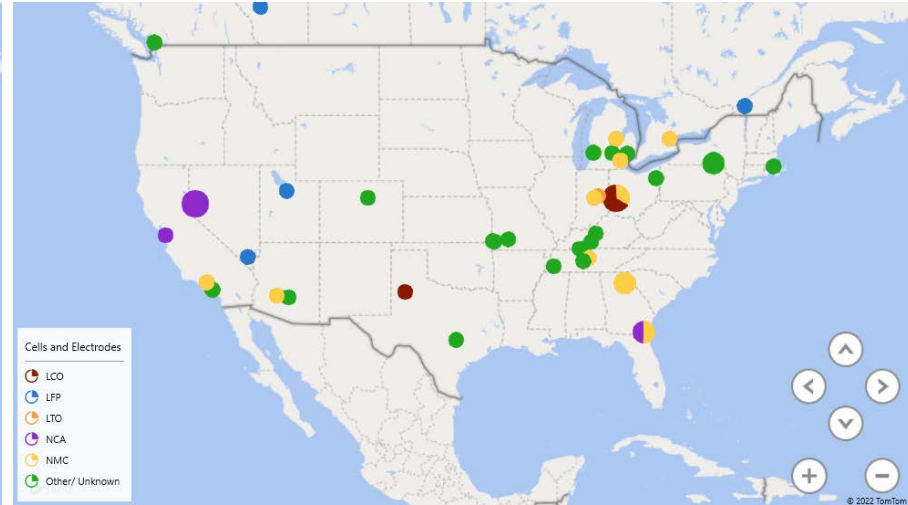 Cells and Electrodes
LCO
LFP
LTO
NCA
NMC
Other/ Unknown
© 2022 TomTom